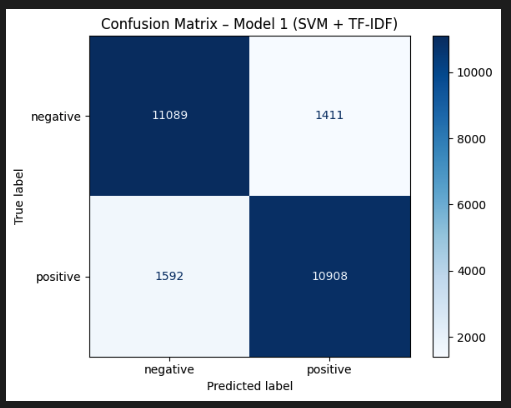 Confusion Matrix – Model 1 (SVM + TF-IDF)
True label
negative
11089
1411
positive
1592
10908
negative
positive
Predicted label
10000
8000
6000
4000
2000